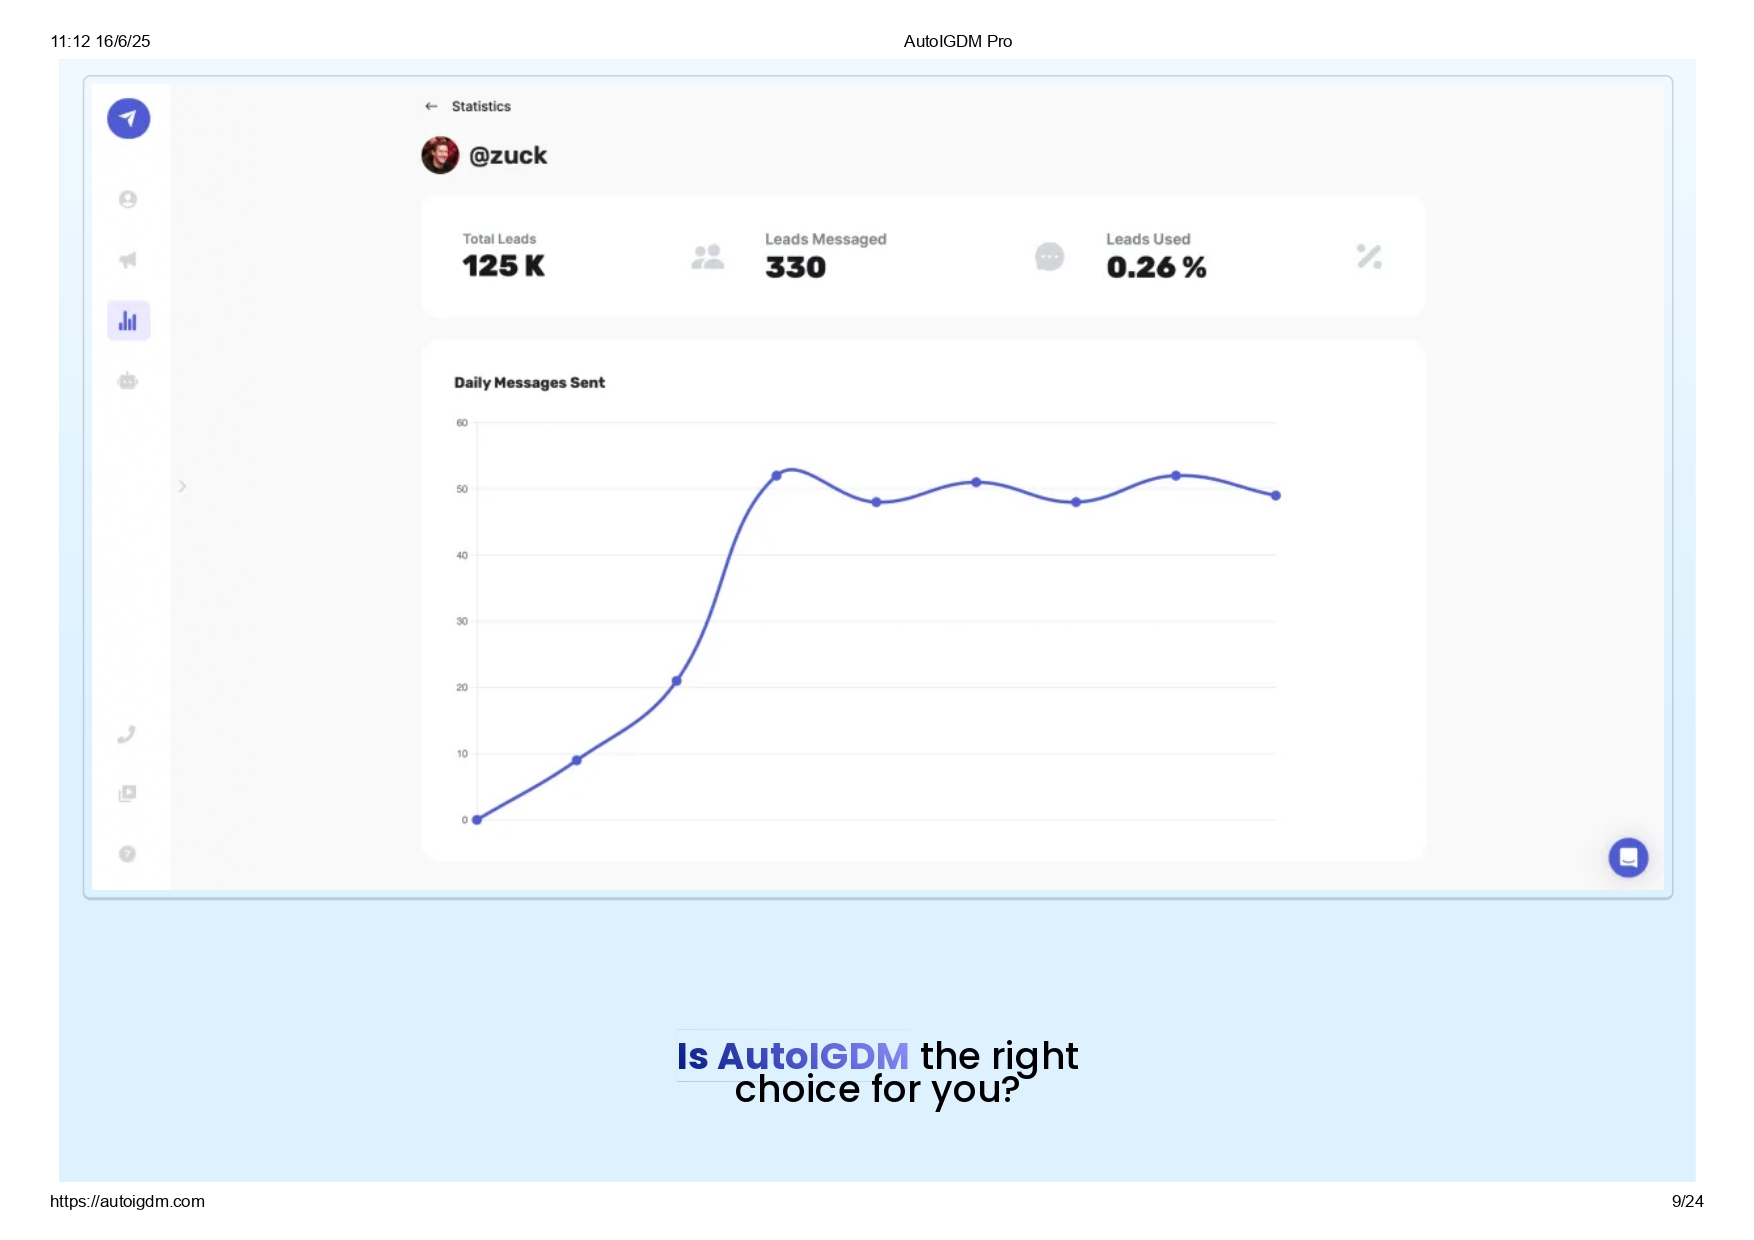 11:12 16/6/25
AutoIGDM Pro
← Statistics
@zuck
Total Leads
125 K
Leads Messaged
330
Leads Used
0.26 %
Daily Messages Sent
60
50
40
30
20
10
0
Is AutoIGDM the right
choice for you?
https://autoigdm.com
9/24